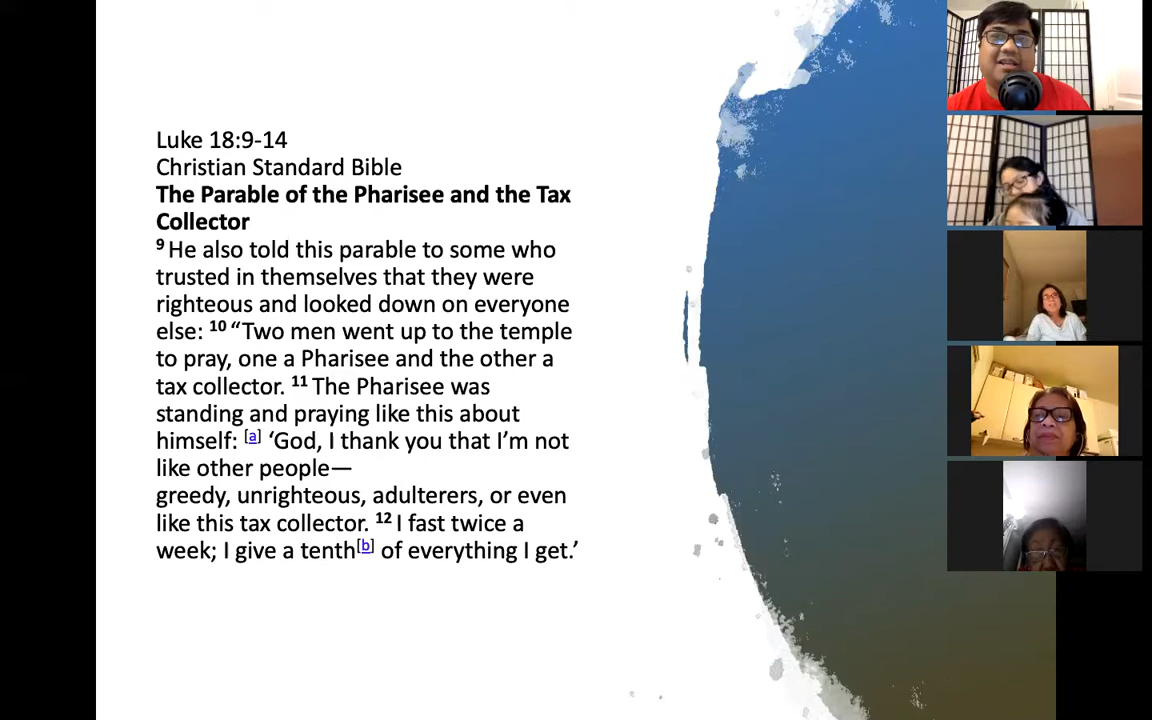 Luke 18:9-14
Christian Standard Bible
The Parable of the Pharisee and the Tax
Collector
9 He also told this parable to some who
trusted in themselves that they were
righteous and looked down on everyone
else: 10 “Two men went up to the temple
to pray, one a Pharisee and the other a
tax collector. 11 The Pharisee was
standing and praying like this about
himself: [a] ‘God, I thank you that I’m not
like other people—
greedy, unrighteous, adulterers, or even
like this tax collector. 12 I fast twice a
week; I give a tenth[b] of everything I get.’